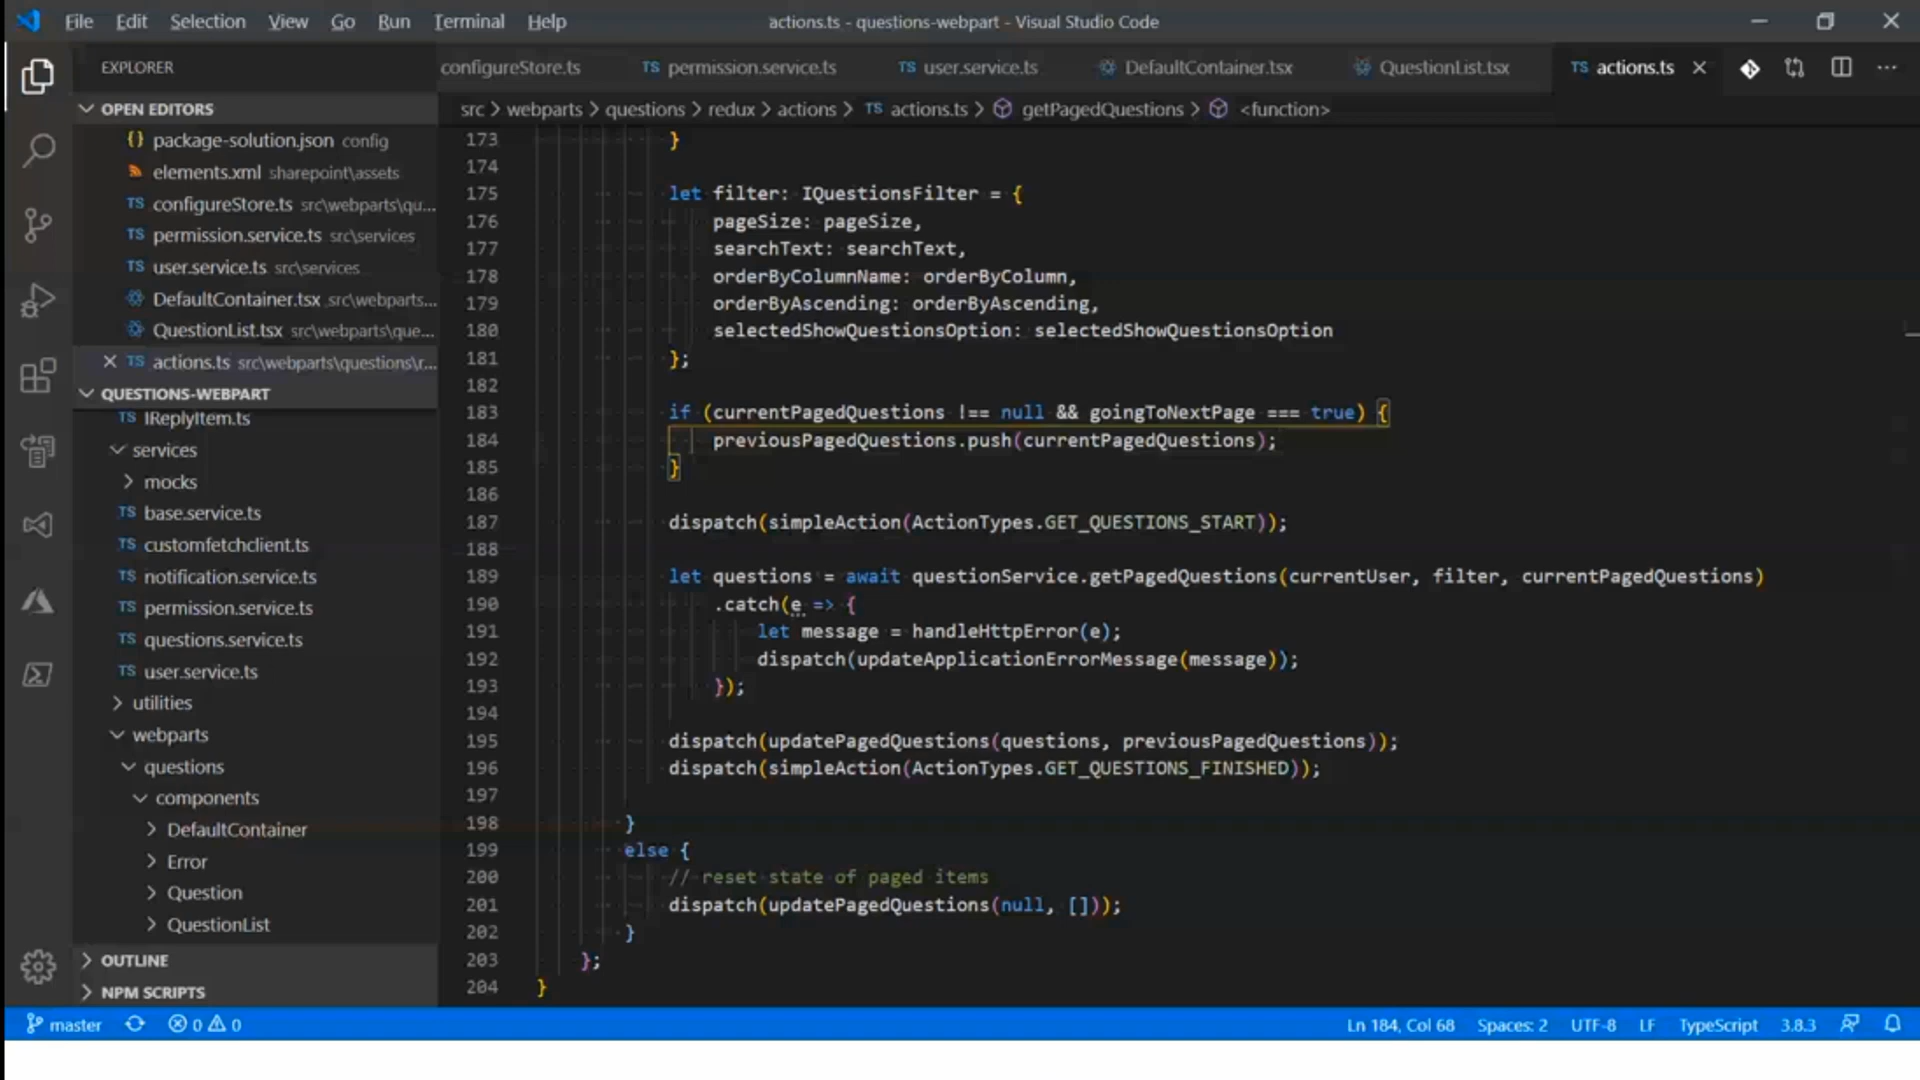 File Edit Selection View Go Run Terminal Help
actions.ts - questions-webpart - Visual Studio Code
EXPLORER
OPEN EDITORS
package-solution.json config
elements.xml sharepoint\assets
configureStore.ts src\webparts\qu...
permission.service.ts src\services
user.service.ts src\services
DefaultContainer.tsx src\webparts...
QuestionList.tsx src\webparts\que...
actions.ts src\webparts\questions\r...
QUESTIONS-WEBPART
IReplyItem.ts
services
mocks
base.service.ts
customfetchclient.ts
notification.service.ts
permission.service.ts
questions.service.ts
user.service.ts
utilities
webparts
questions
components
DefaultContainer
Error
Question
QuestionList
OUTLINE
NPM SCRIPTS
configureStore.ts
TS permission.service.ts
TS user.service.ts
DefaultContainer.tsx
QuestionList.tsx
TS actions.ts
src > webparts > questions > redux > actions > TS actions.ts > getPagedQuestions > <function>
173 }
174
175 let filter: IQuestionsFilter = {
176 pageSize: pageSize,
177 searchText: searchText,
178 orderByColumnName: orderByColumn,
179 orderByAscending: orderByAscending,
180 selectedShowQuestionsOption: selectedShowQuestionsOption
181 };
182
183 if (currentPagedQuestions !== null && goingToNextPage === true) {
184 previousPagedQuestions.push(currentPagedQuestions);
185 }
186
187 dispatch(simpleAction(ActionTypes.GET_QUESTIONS_START));
188
189 let questions = await questionService.getPagedQuestions(currentUser, filter, currentPagedQuestions)
190 .catch(e => {
191 let message = handleHttpError(e);
192 dispatch(updateApplicationErrorMessage(message));
193 });
194
195 dispatch(updatePagedQuestions(questions, previousPagedQuestions));
196 dispatch(simpleAction(ActionTypes.GET_QUESTIONS_FINISHED));
197
198 }
199 else {
200 // reset state of paged items
201 dispatch(updatePagedQuestions(null, []));
202 }
203 };
204 }
master 0 0
Ln 184, Col 68 Spaces: 2 UTF-8 LF TypeScript 3.8.3